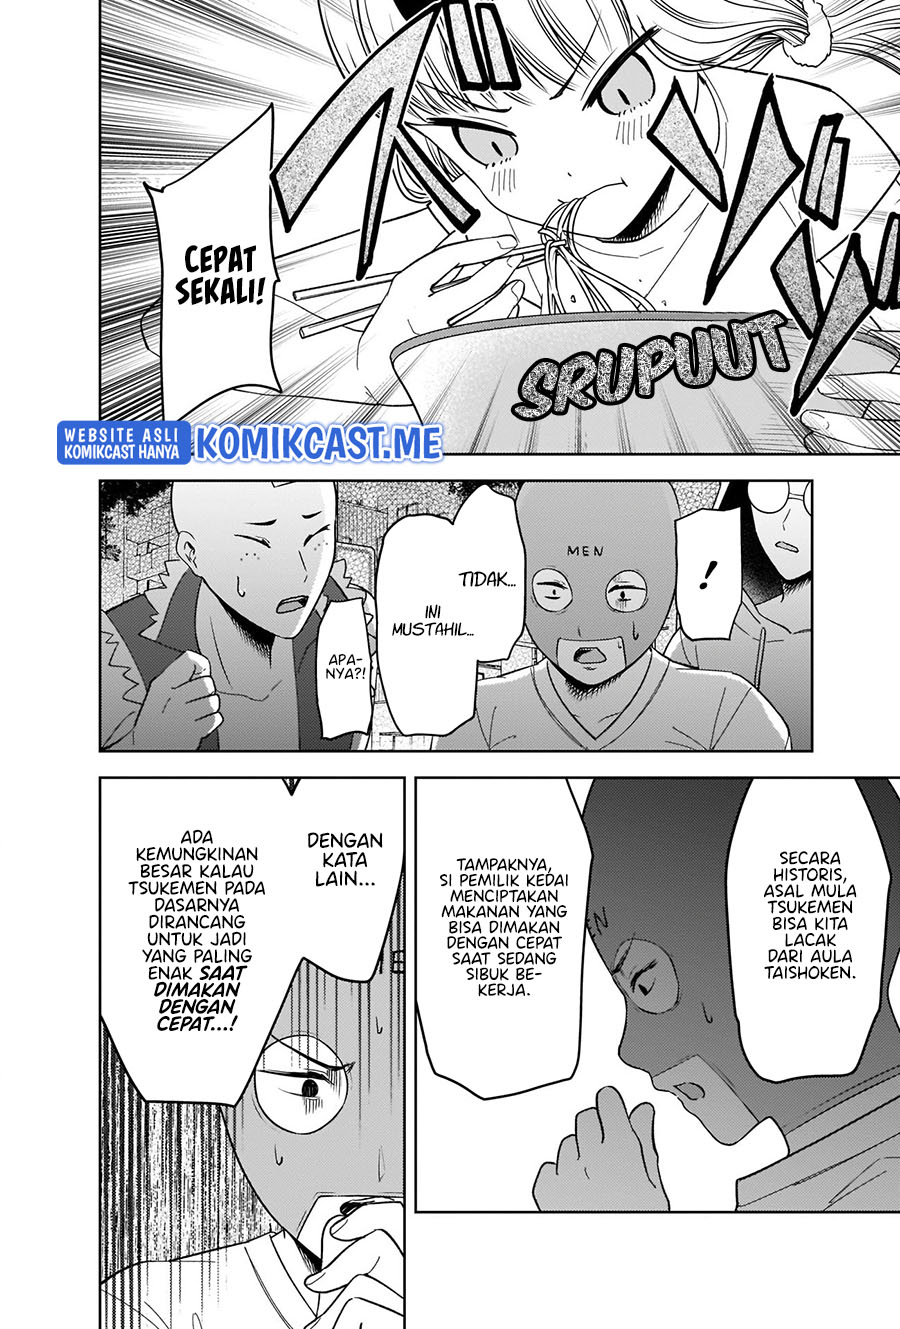 ズ
ズッ
CEPAT
SEKALI!
SRUPUUT
WEBSITE ASLI
KOMIKCAST HANYA
KOMIKCAST.ME
!
MEN
TIDAK...
INI
MUSTAHIL...
APA-
NYA?!
SECARA
HISTORIS,
ASAL MULA
TSUKEMEN
BISA KITA
LACAK
DARI AULA
TAISHOKEN.
TAMPAKNYA,
SI PEMILIK KEDAI
MENCIPTAKAN
MAKANAN YANG
BISA DIMAKAN
DENGAN CEPAT
SAAT SEDANG
SIBUK BE-
KERJA.
DENGAN
KATA
LAIN...
ADA
KEMUNGKINAN
BESAR KALAU
TSUKEMEN PADA
DASARNYA
DIRANCANG
UNTUK JADI
YANG PALING
ENAK SAAT
DIMAKAN
DENGAN
CEPAT...!